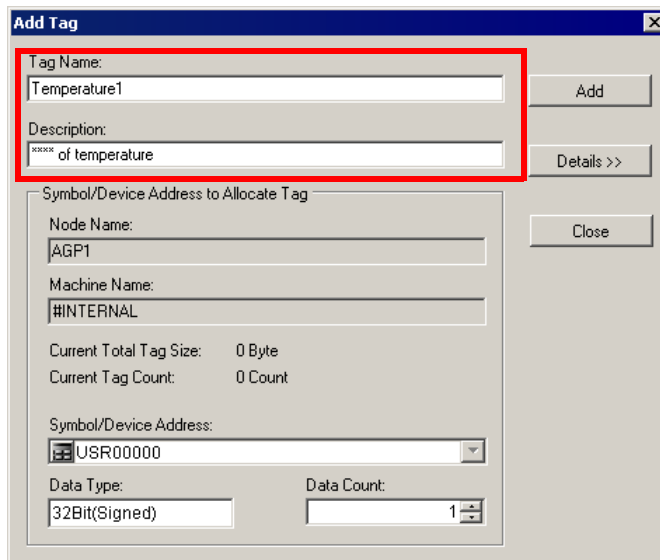 Add Tag
Tag Name:
Temperature1
Add
Description:
**** of temperature
Details >>
Symbol/Device Address to Allocate Tag
Node Name:
Close
AGP1
Machine Name:
#INTERNAL
Current Total Tag Size: 0 Byte
Current Tag Count: 0 Count
Symbol/Device Address:
USR00000
Data Type: Data Count:
32Bit(Signed) 1